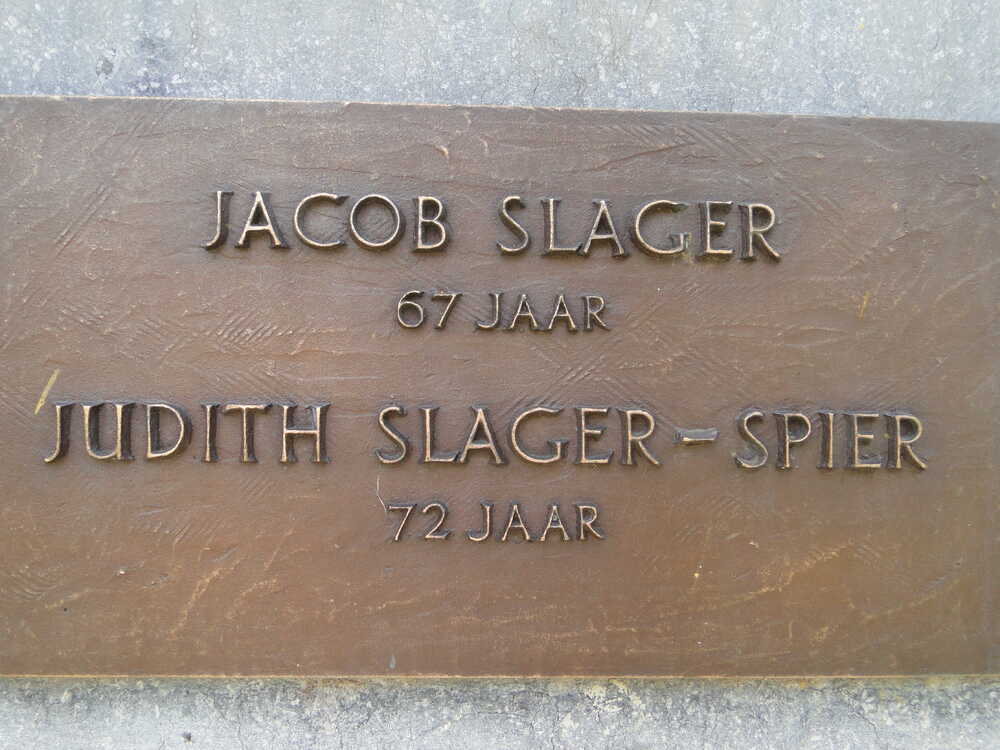 JACOB SLAGER
67 JAAR
JUDITH SLAGER-SPIER
72 JAAR